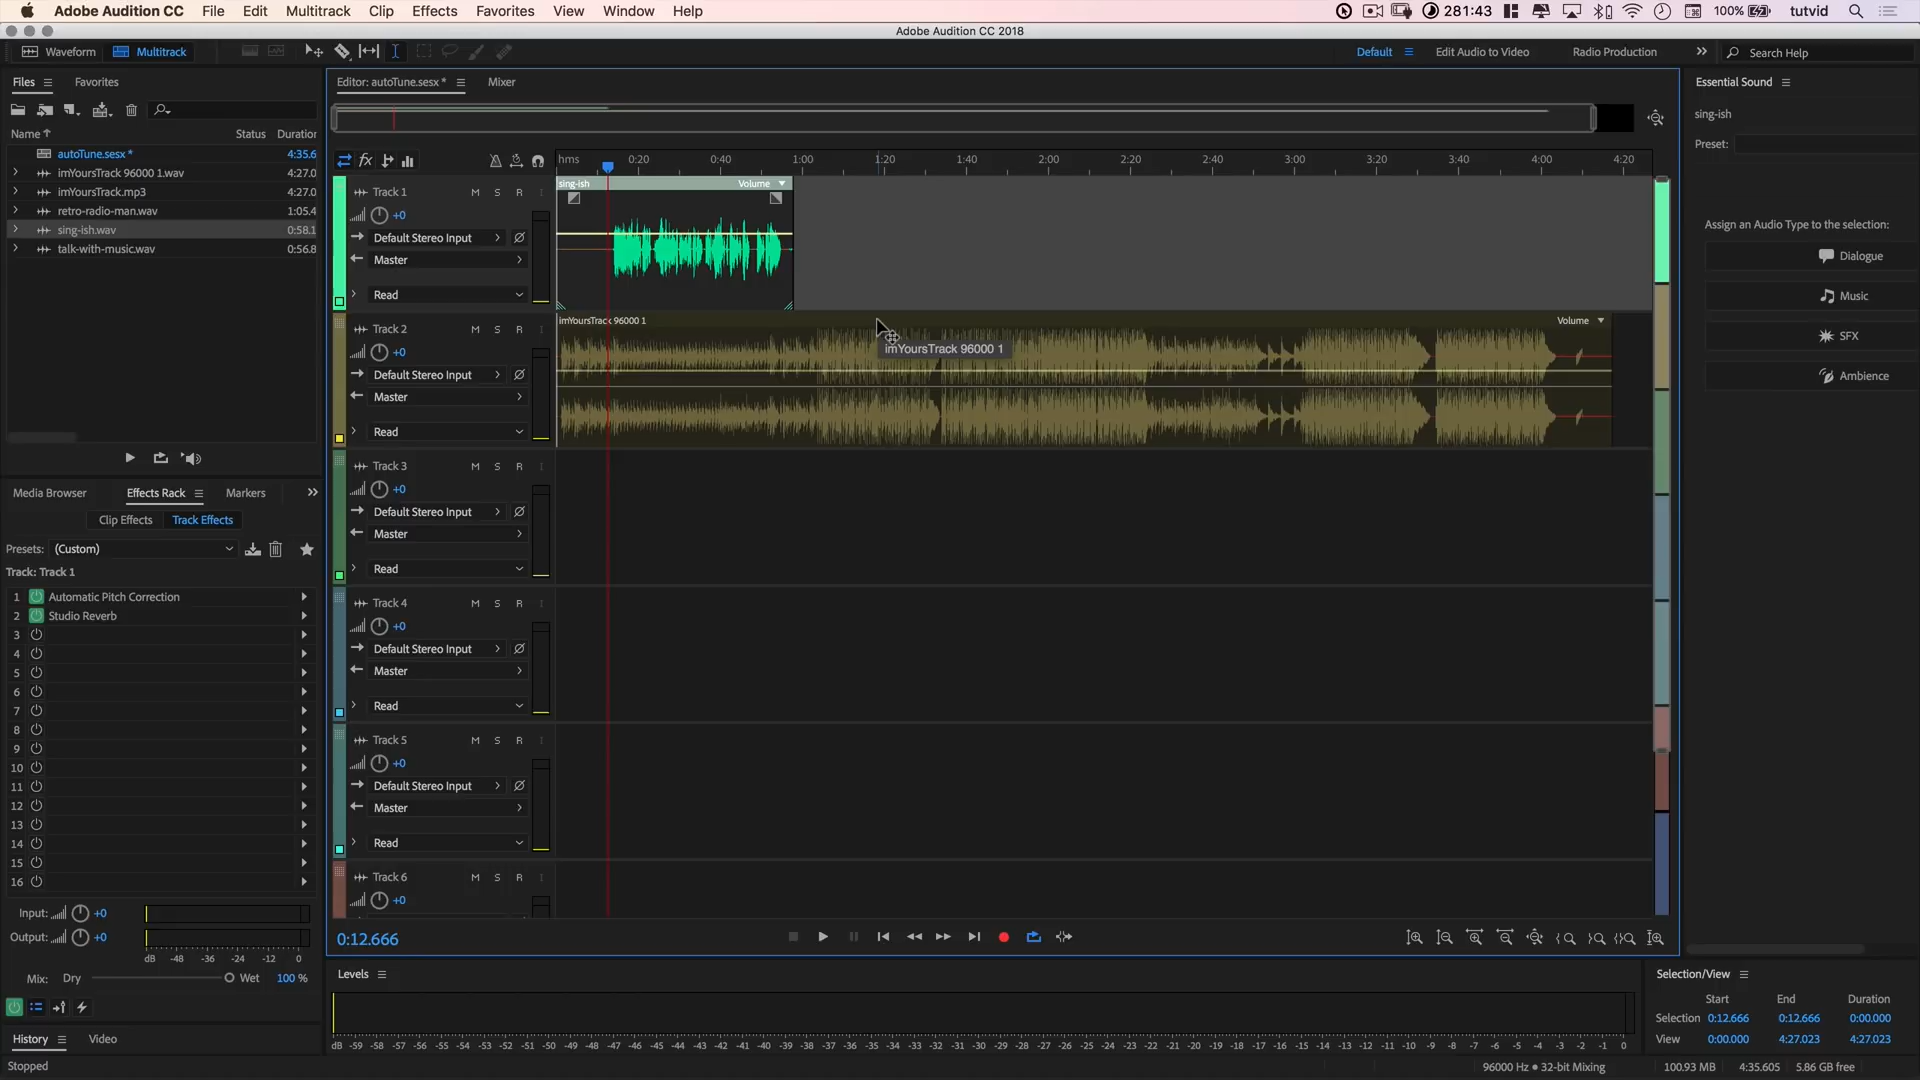 Adobe Audition CC File Edit Multitrack Clip Effects Favorites View Window Help 281:43 100% tutvid
Adobe Audition CC 2018
Waveform Multitrack Default Edit Audio to Video Radio Production Search Help
Files Favorites
Editor: autoTune.sesx * Mixer
Essential Sound
sing-ish
Preset:
Name Status Duratio
autoTune.sesx * 4:35.6
imYoursTrack 96000 1.wav 4:27.0
imYoursTrack.mp3 4:27.0
retro-radio-man.wav 1:05.4
sing-ish.wav 0:58.1
talk-with-music.wav 0:56.8
hms 0:20 0:40 1:00 1:20 1:40 2:00 2:20 2:40 3:00 3:20 3:40 4:00 4:20
Track 1 M S R I
+0
Default Stereo Input
Master
Read
sing-ish Volume
Assign an Audio Type to the selection:
Dialogue
Music
SFX
Ambience
Track 2 M S R I
+0
Default Stereo Input
Master
Read
imYoursTrack 96000 1 Volume
imYoursTrack 96000 1
Track 3 M S R I
+0
Default Stereo Input
Master
Read
Track 4 M S R I
+0
Default Stereo Input
Master
Read
Track 5 M S R I
+0
Default Stereo Input
Master
Read
Track 6 M S R I
+0
Media Browser Effects Rack Markers
Clip Effects Track Effects
Presets: (Custom)
Track: Track 1
1 Automatic Pitch Correction
2 Studio Reverb
3
4
5
6
7
8
9
10
11
12
13
14
15
16
Input: +0
Output: +0
dB -48 -36 -24 -12 0
Mix: Dry Wet 100 %
History Video
Stopped
0:12.666
Levels
dB -59 -58 -57 -56 -55 -54 -53 -52 -51 -50 -49 -48 -47 -46 -45 -44 -43 -42 -41 -40 -39 -38 -37 -36 -35 -34 -33 -32 -31 -30 -29 -28 -27 -26 -25 -24 -23 -22 -21 -20 -19 -18 -17 -16 -15 -14 -13 -12 -11 -10 -9 -8 -7 -6 -5 -4 -3 -2 -1 0
Selection/View
Start End Duration
Selection 0:12.666 0:12.666 0:00.000
View 0:00.000 4:27.023 4:27.023
96000 Hz ● 32-bit Mixing 100.93 MB 4:35.605 5.86 GB free